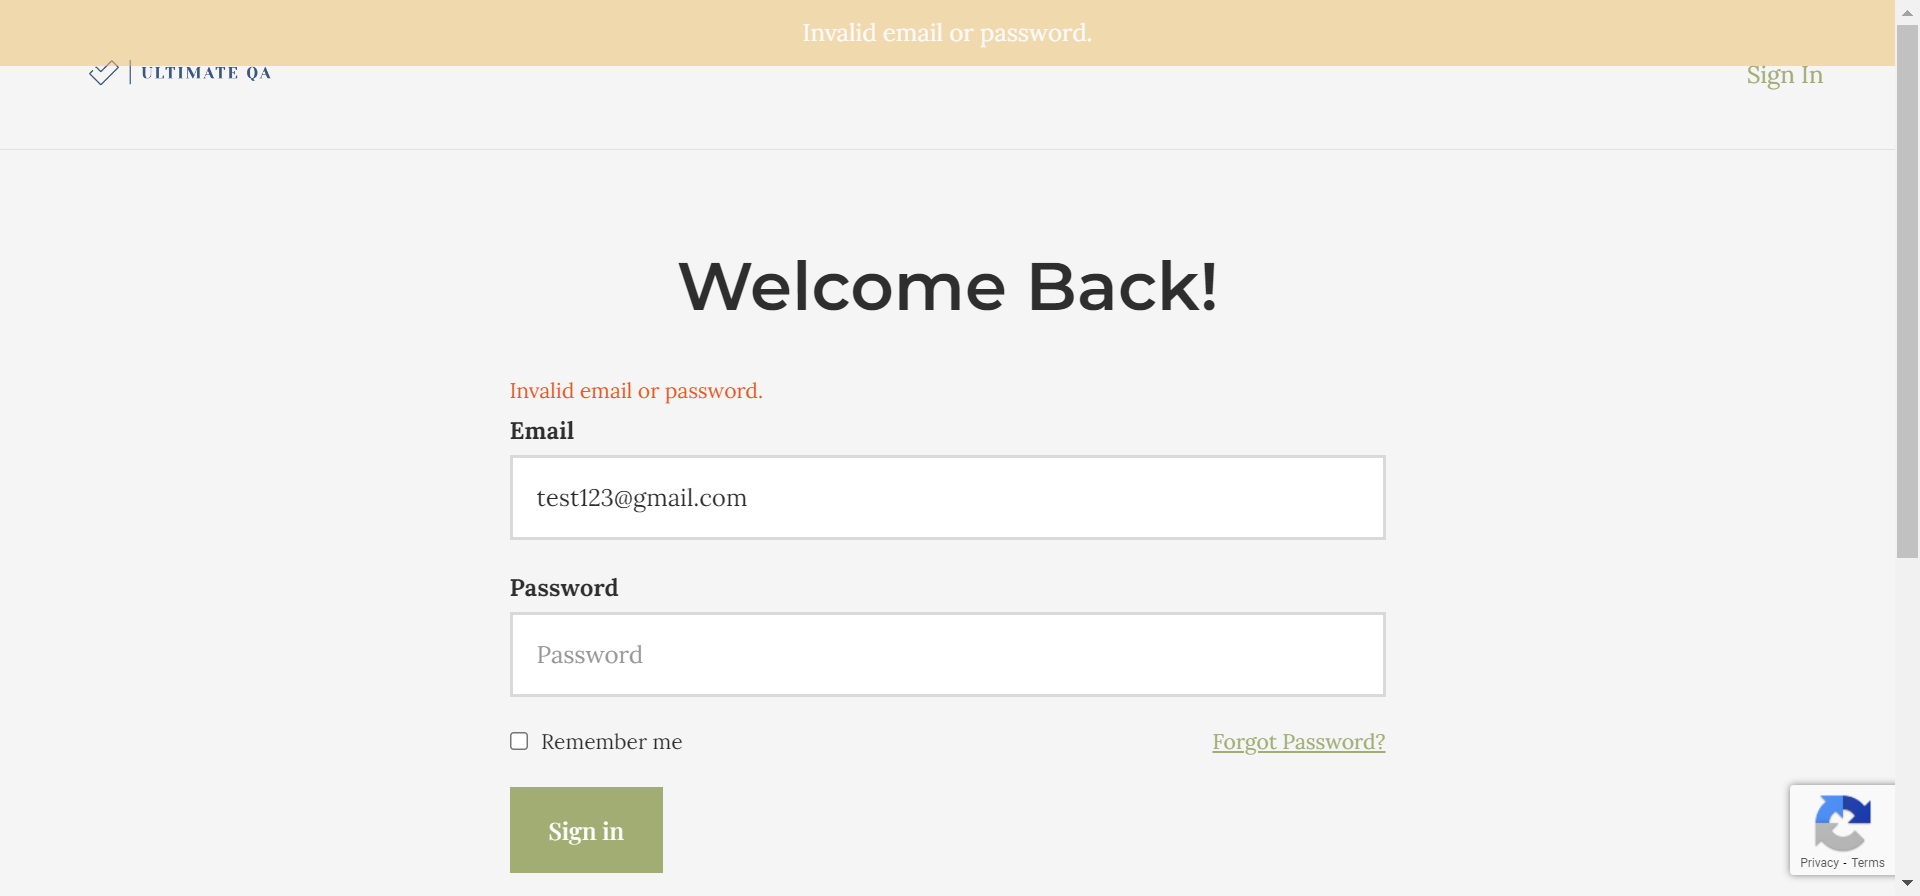 Invalid email or password.
ULTIMATE QA
Sign In
Welcome Back!
Invalid email or password.
Email
test123@gmail.com
Password
Password
Remember me
Forgot Password?
Sign in
Privacy - Terms